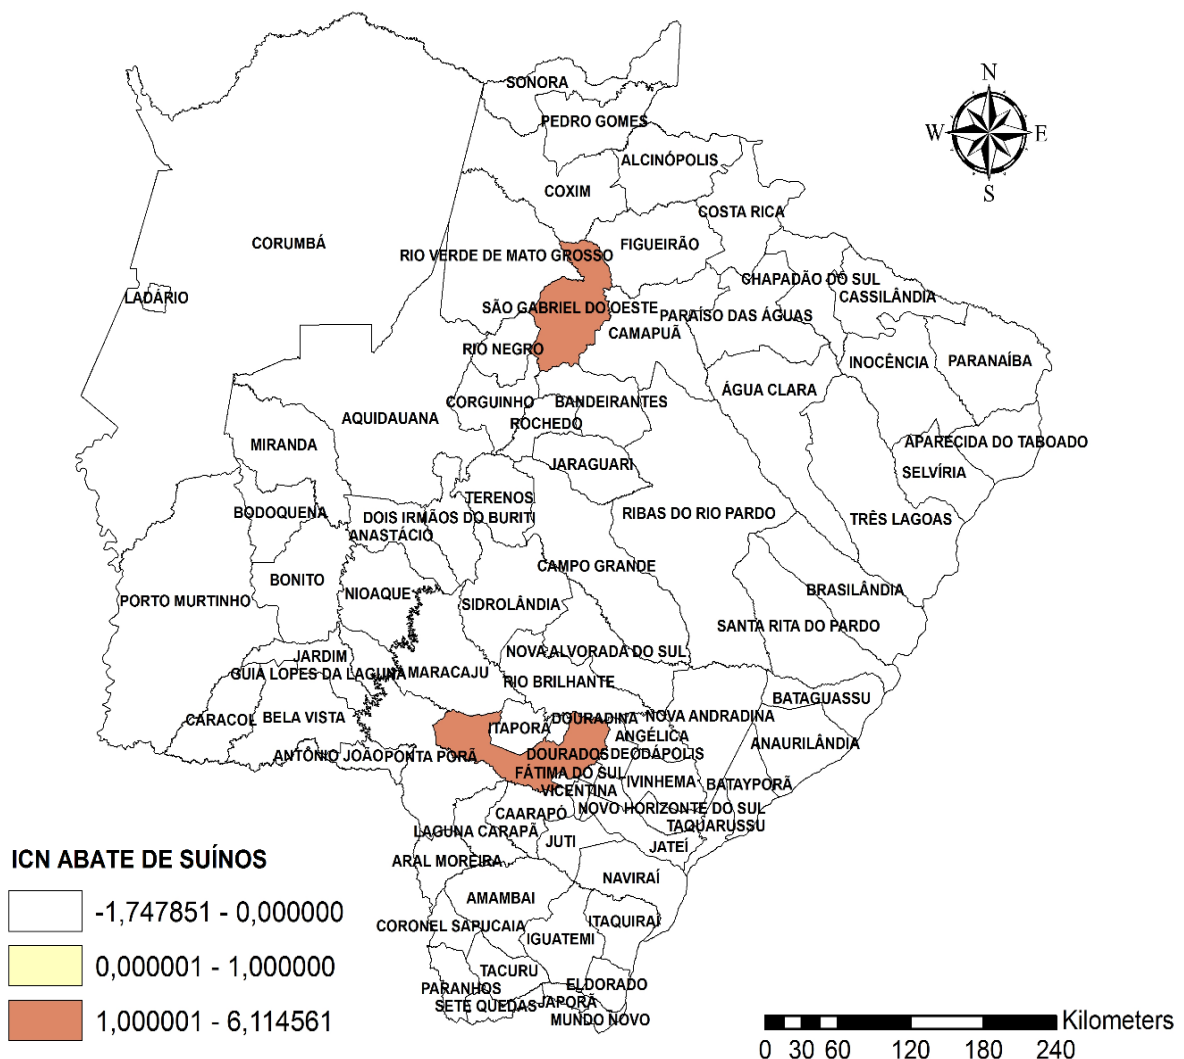 N
W E
S
SONORA
PEDRO GOMES
ALCINÓPOLIS
COXIM
COSTA RICA
CORUMBÁ
FIGUEIRÃO
RIO VERDE DE MATO GROSSO
CHAPADÃO DO SUL
LADÁRIO
CASSILÂNDIA
SÃO GABRIEL DO OESTE
PARAÍSO DAS ÁGUAS
CAMAPUÃ
RIO NEGRO
INOCÊNCIA
PARANAÍBA
ÁGUA CLARA
CORGUINHO
BANDEIRANTES
AQUIDAUANA
ROCHEDO
MIRANDA
APARECIDA DO TABOADO
JARAGUARI
SELVÍRIA
TERENOS
BODOQUENA
RIBAS DO RIO PARDO
DOIS IRMÃOS DO BURITI
TRÊS LAGOAS
ANASTÁCIO
CAMPO GRANDE
BONITO
BRASILÂNDIA
NIOAQUE
PORTO MURTINHO
SIDROLÂNDIA
SANTA RITA DO PARDO
NOVA ALVORADA DO SUL
JARDIM
GUIA LOPES DA LAGUNA
MARACAJU
RIO BRILHANTE
BATAGUASSU
CARACOL
BELA VISTA
DOURADINA
NOVA ANDRADINA
ITAPORÃ
ANGÉLICA
ANAURILÂNDIA
ANTÔNIO JOÃO
PONTA PORÃ
DOURADOS
DEODÁPOLIS
FÁTIMA DO SUL
IVINHEMA
BATAYPORÃ
VICENTINA
NOVO HORIZONTE DO SUL
CAARAPÓ
TAQUARUSSU
LAGUNA CARAPÃ
JUTI
JATEÍ
ARAL MOREIRA
NAVIRAÍ
AMAMBAI
ITAQUIRAÍ
CORONEL SAPUCAIA
IGUATEMI
TACURU
ELDORADO
PARANHOS
SETE QUEDAS
JAPORÃ
MUNDO NOVO
ICN ABATE DE SUÍNOS
-1,747851 - 0,000000
0,000001 - 1,000000
1,000001 - 6,114561
Kilometers
0 30 60 120 180 240